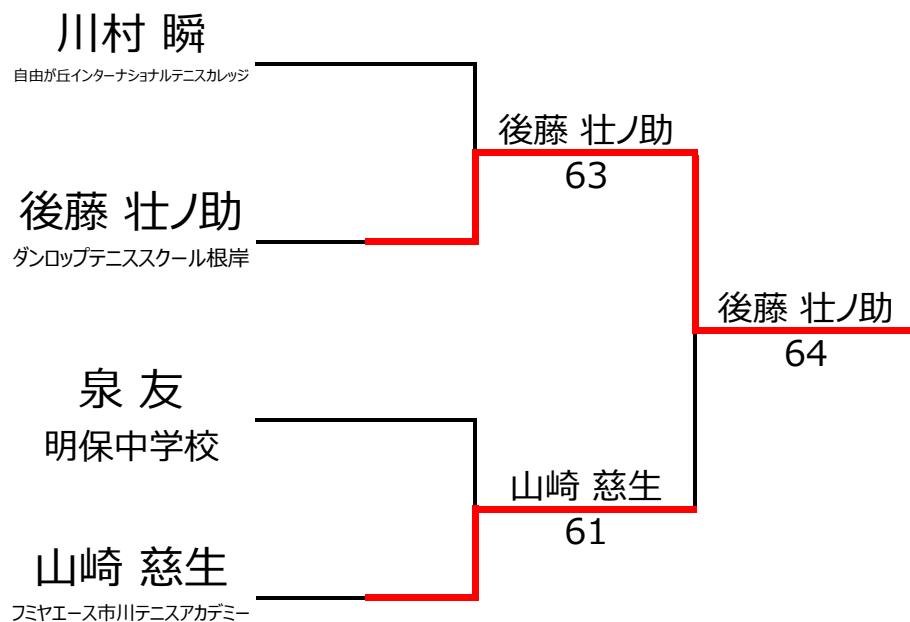 川村 瞬
自由が丘インターナショナルテニスカレッジ
後藤 壮ノ助
63
後藤 壮ノ助
ダンロップテニススクール根岸
後藤 壮ノ助
64
泉 友
明保中学校
山崎 慈生
61
山崎 慈生
フミヤエース市川テニスアカデミー